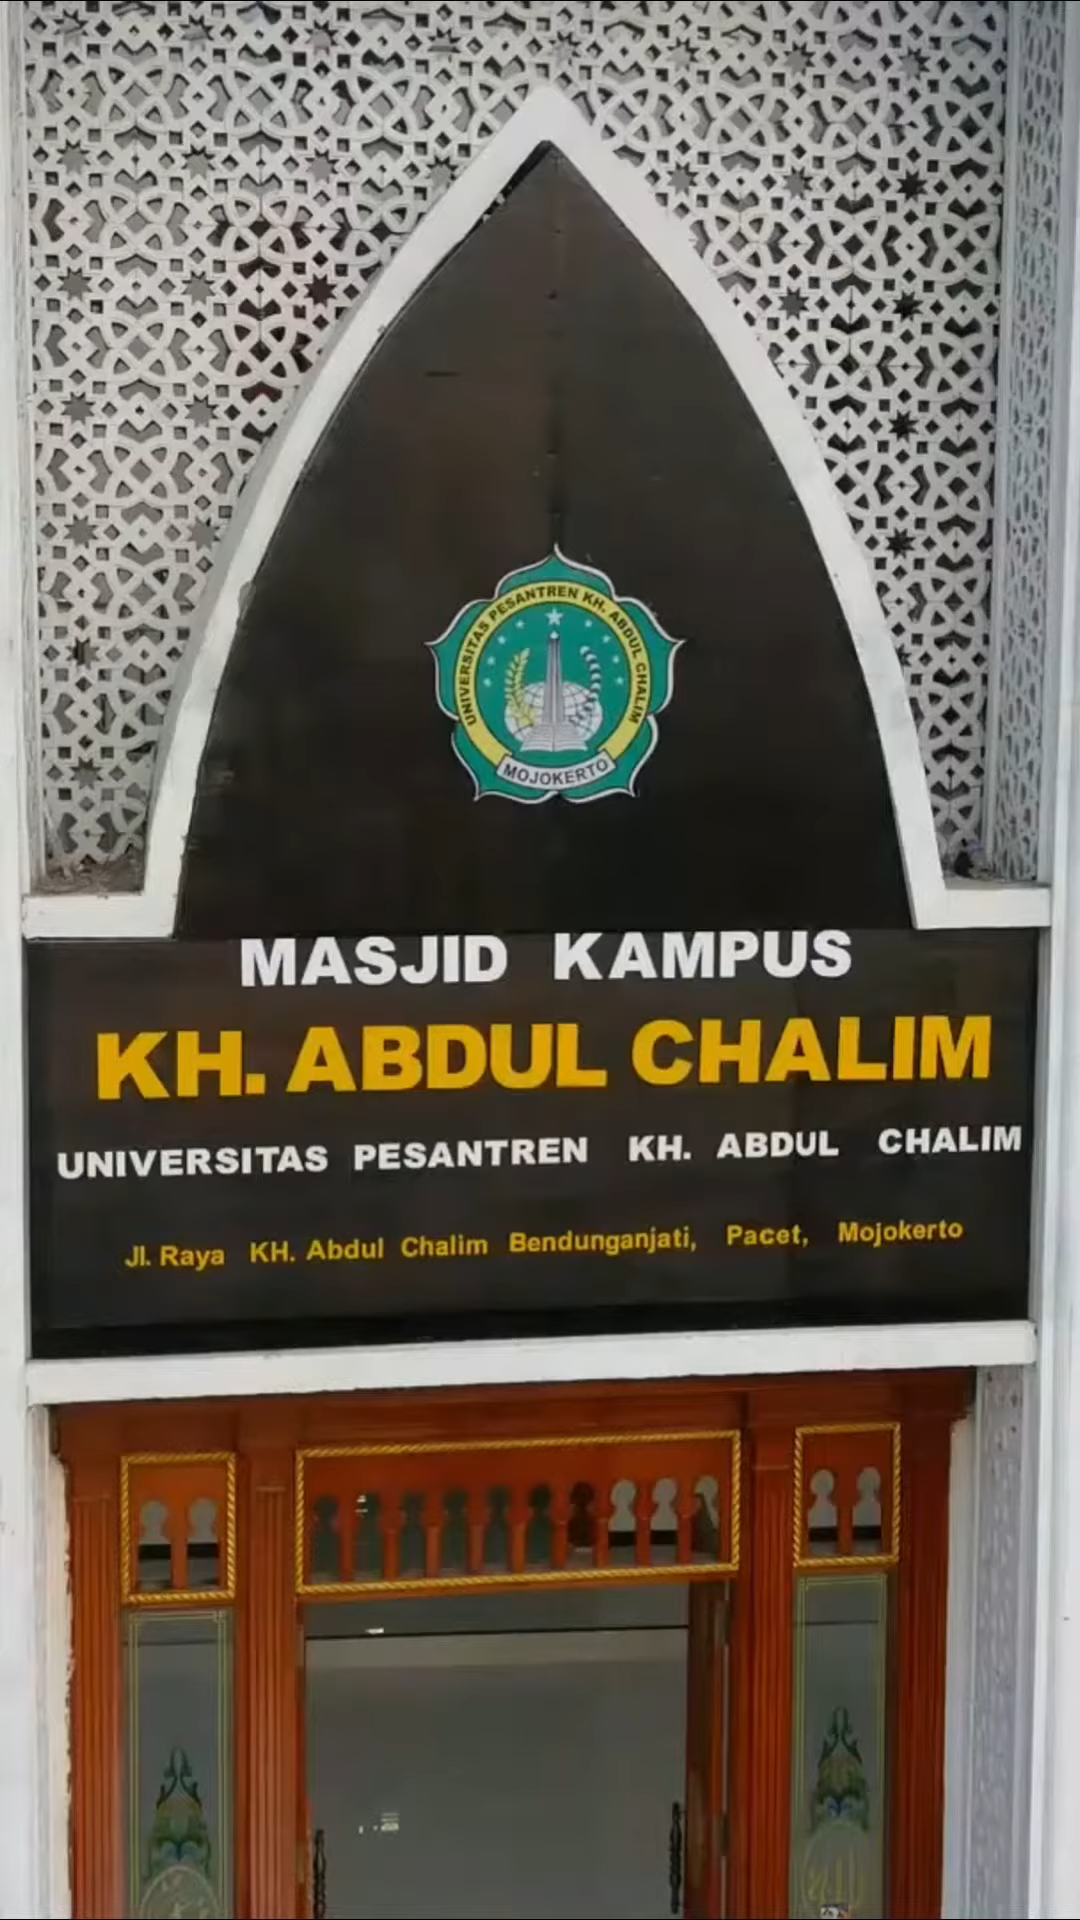 UNIVERSITAS PESANTREN KH. ABDUL CHALIM
MOJOKERTO
MASJID KAMPUS
KH. ABDUL CHALIM
UNIVERSITAS PESANTREN KH. ABDUL CHALIM
Jl. Raya KH. Abdul Chalim Bendunganjati, Pacet, Mojokerto